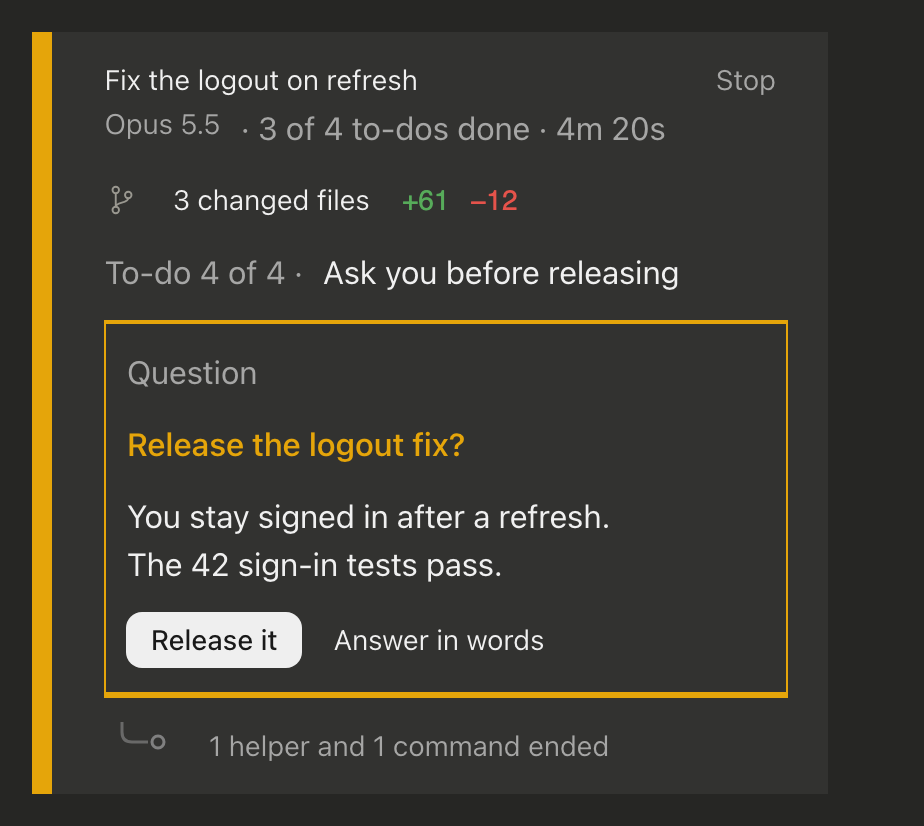 Fix the logout on refresh
Stop
Opus 5.5 · 3 of 4 to-dos done · 4m 20s
3 changed files +61 −12
To-do 4 of 4 · Ask you before releasing
Question
Release the logout fix?
You stay signed in after a refresh.
The 42 sign-in tests pass.
Release it
Answer in words
1 helper and 1 command ended